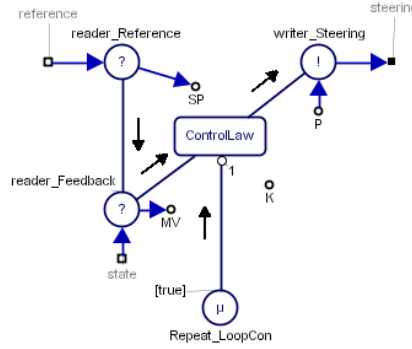 reference
reader_Reference
writer_Steering
steering
?
!
SP
P
ControlLaw
1
reader_Feedback
?
K
MV
state
[true]
µ
Repeat_LoopCon